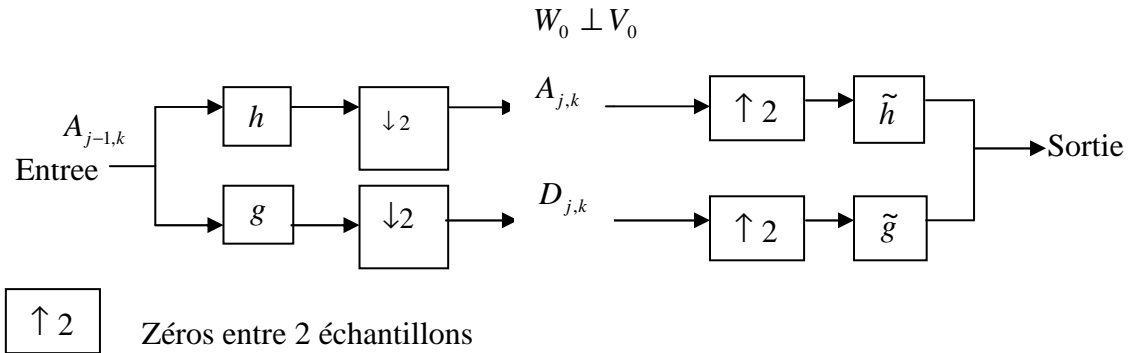 W₀ ⊥ V₀
A_{j−1,k}
Entree
h
↓2
A_{j,k}
↑ 2
h̃
Sortie
g
↓2
D_{j,k}
↑ 2
g̃
↑ 2
Zéros entre 2 échantillons